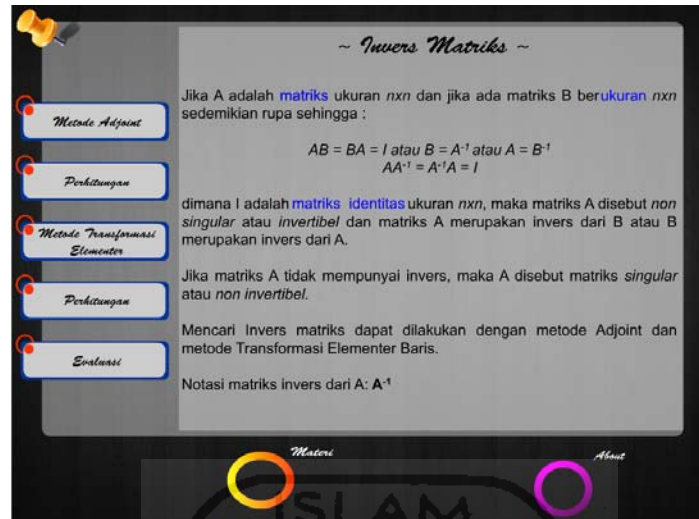 ~ Invers Matriks ~
Metode Adjoint
Perhitungan
Metode Transformasi
Elementer
Perhitungan
Evaluasi
Jika A adalah matriks ukuran nxn dan jika ada matriks B berukuran nxn
sedemikian rupa sehingga :
AB = BA = I atau B = A⁻¹ atau A = B⁻¹
AA⁻¹ = A⁻¹A = I
dimana I adalah matriks identitas ukuran nxn, maka matriks A disebut non
singular atau invertibel dan matriks A merupakan invers dari B atau B
merupakan invers dari A.
Jika matriks A tidak mempunyai invers, maka A disebut matriks singular
atau non invertibel.
Mencari Invers matriks dapat dilakukan dengan metode Adjoint dan
metode Transformasi Elementer Baris.
Notasi matriks invers dari A: A⁻¹
Materi
About
ISLAM